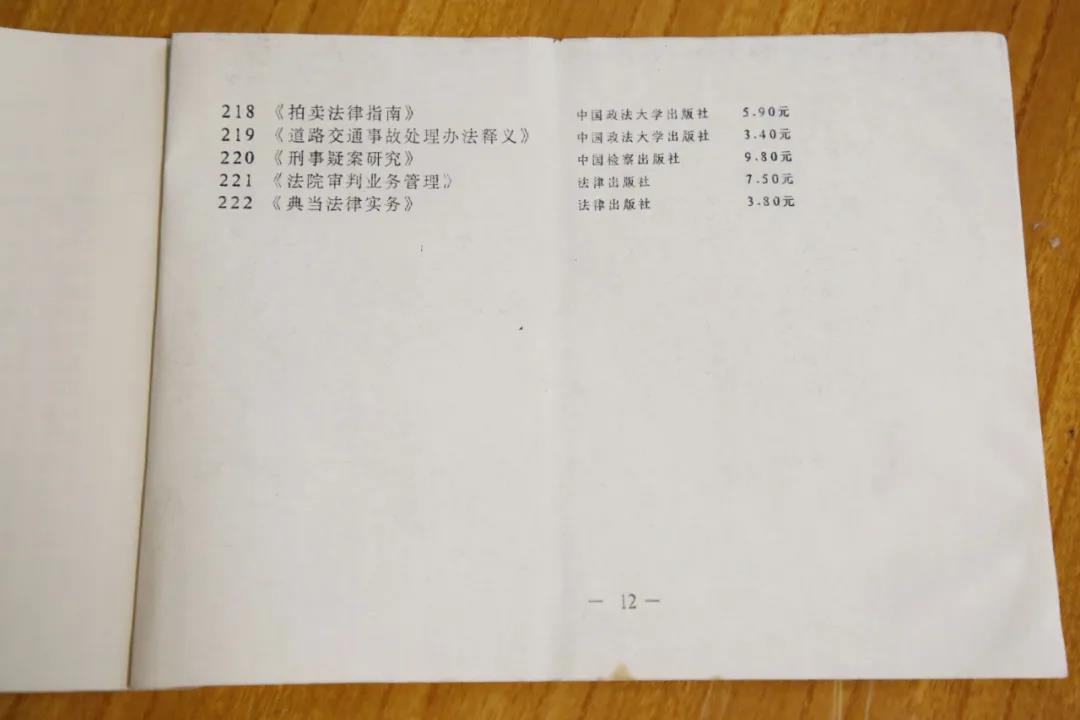 218 《拍卖法律指南》 中国政法大学出版社 5.90元
219 《道路交通事故处理办法释义》 中国政法大学出版社 3.40元
220 《刑事疑案研究》 中国检察出版社 9.80元
221 《法院审判业务管理》 法律出版社 7.50元
222 《典当法律实务》 法律出版社 3.80元
— 12 —